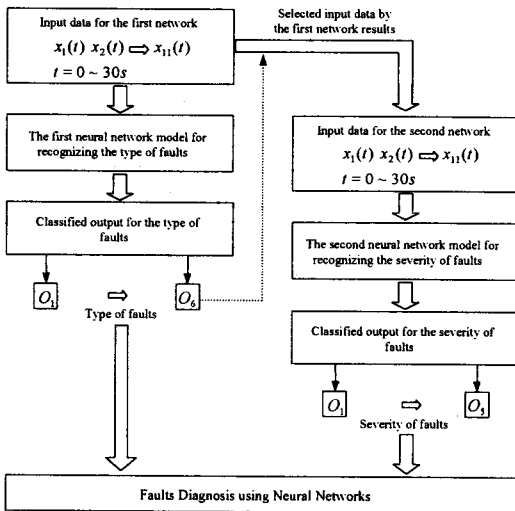 Input data for the first network
x₁(t) x₂(t) ⇒ x₁₁(t)
t = 0 ~ 30s
Selected input data by
the first network results
The first neural network model for
recognizing the type of faults
Classified output for the type of
faults
O₁ ⇒ O₆
Type of faults
Input data for the second network
x₁(t) x₂(t) ⇒ x₁₁(t)
t = 0 ~ 30s
The second neural network model for
recognizing the severity of faults
Classified output for the severity of
faults
O₁ ⇒ O₅
Severity of faults
Faults Diagnosis using Neural Networks